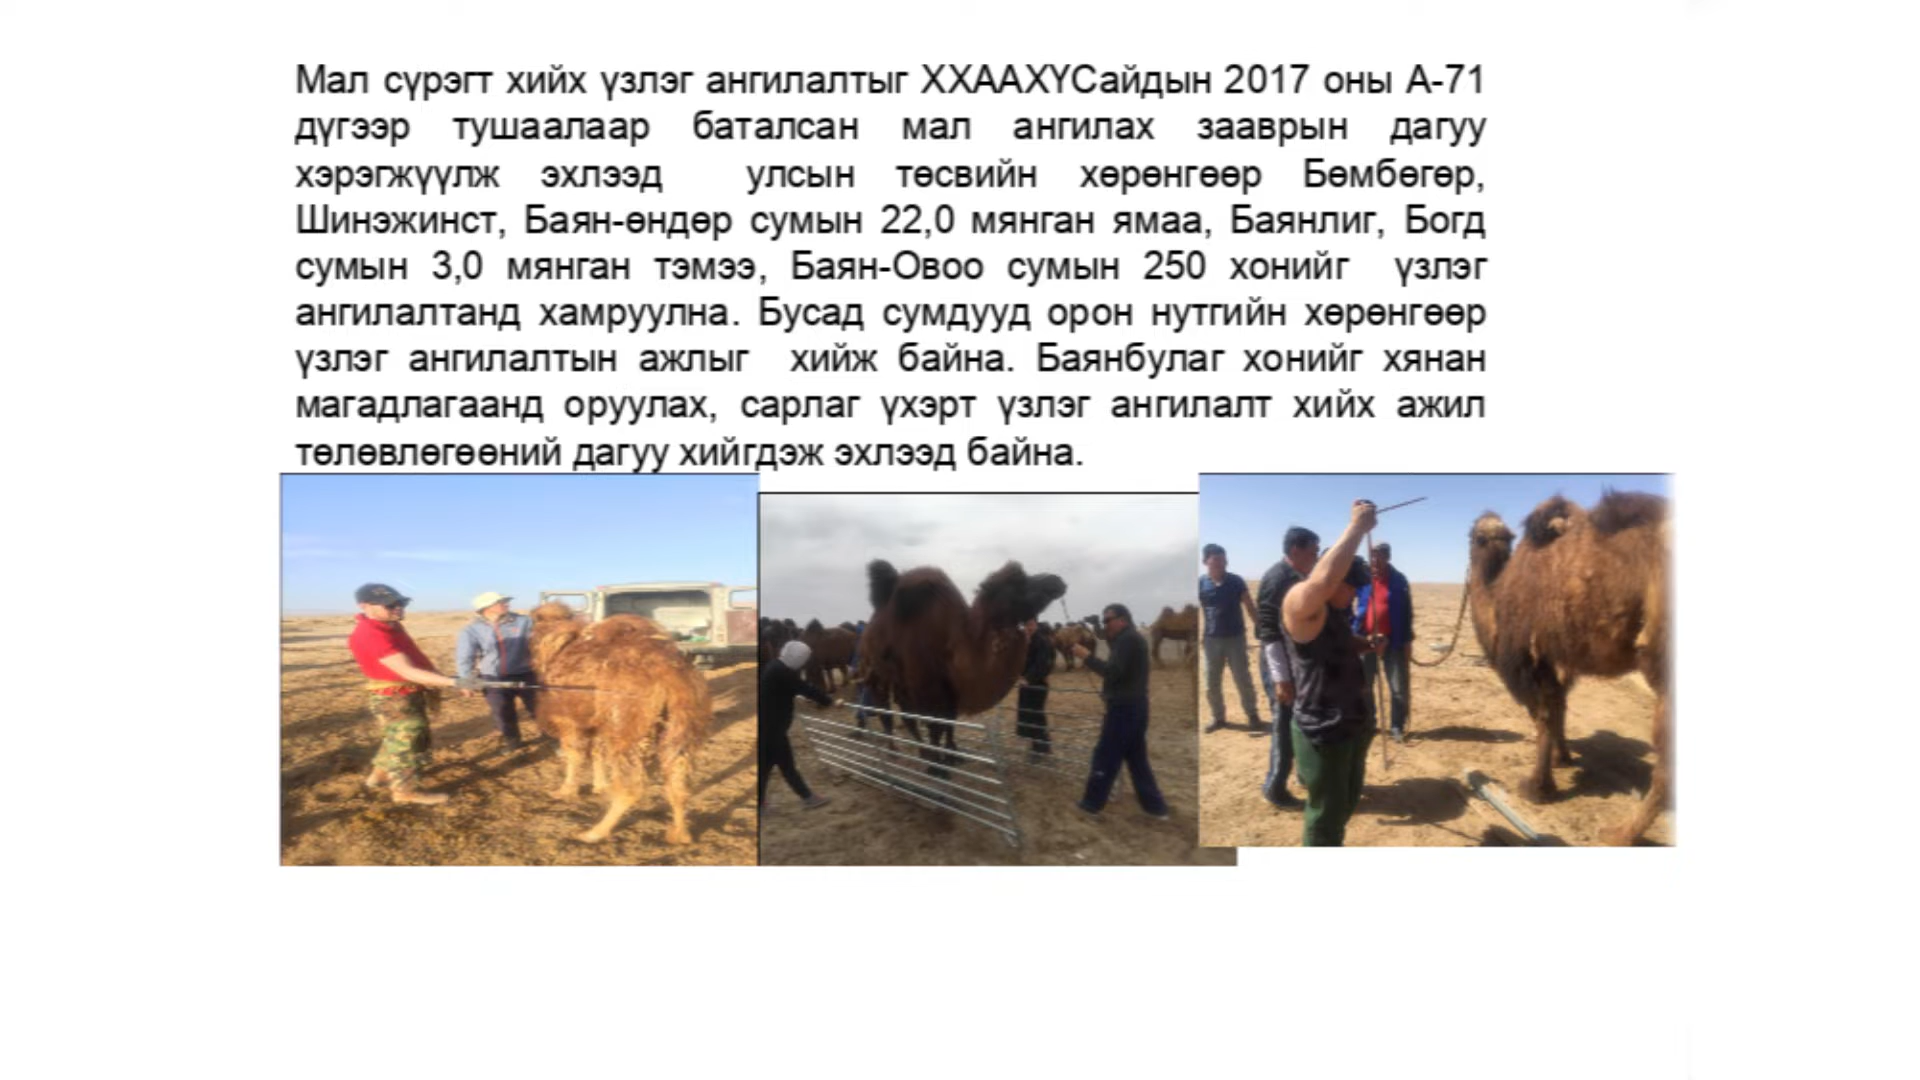 Мал сүрэгт хийх үзлэг ангилалтыг ХХААХҮСайдын 2017 оны А-71
дүгээр тушаалаар баталсан мал ангилах зааврын дагуу
хэрэгжүүлж эхлээд улсын төсвийн хөрөнгөөр Бөмбөгөр,
Шинэжинст, Баян-өндөр сумын 22,0 мянган ямаа, Баянлиг, Богд
сумын 3,0 мянган тэмээ, Баян-Овоо сумын 250 хонийг үзлэг
ангилалтанд хамруулна. Бусад сумдууд орон нутгийн хөрөнгөөр
үзлэг ангилалтын ажлыг хийж байна. Баянбулаг хонийг хянан
магадлагаанд оруулах, сарлаг үхэрт үзлэг ангилалт хийх ажил
төлөвлөгөөний дагуу хийгдэж эхлээд байна.